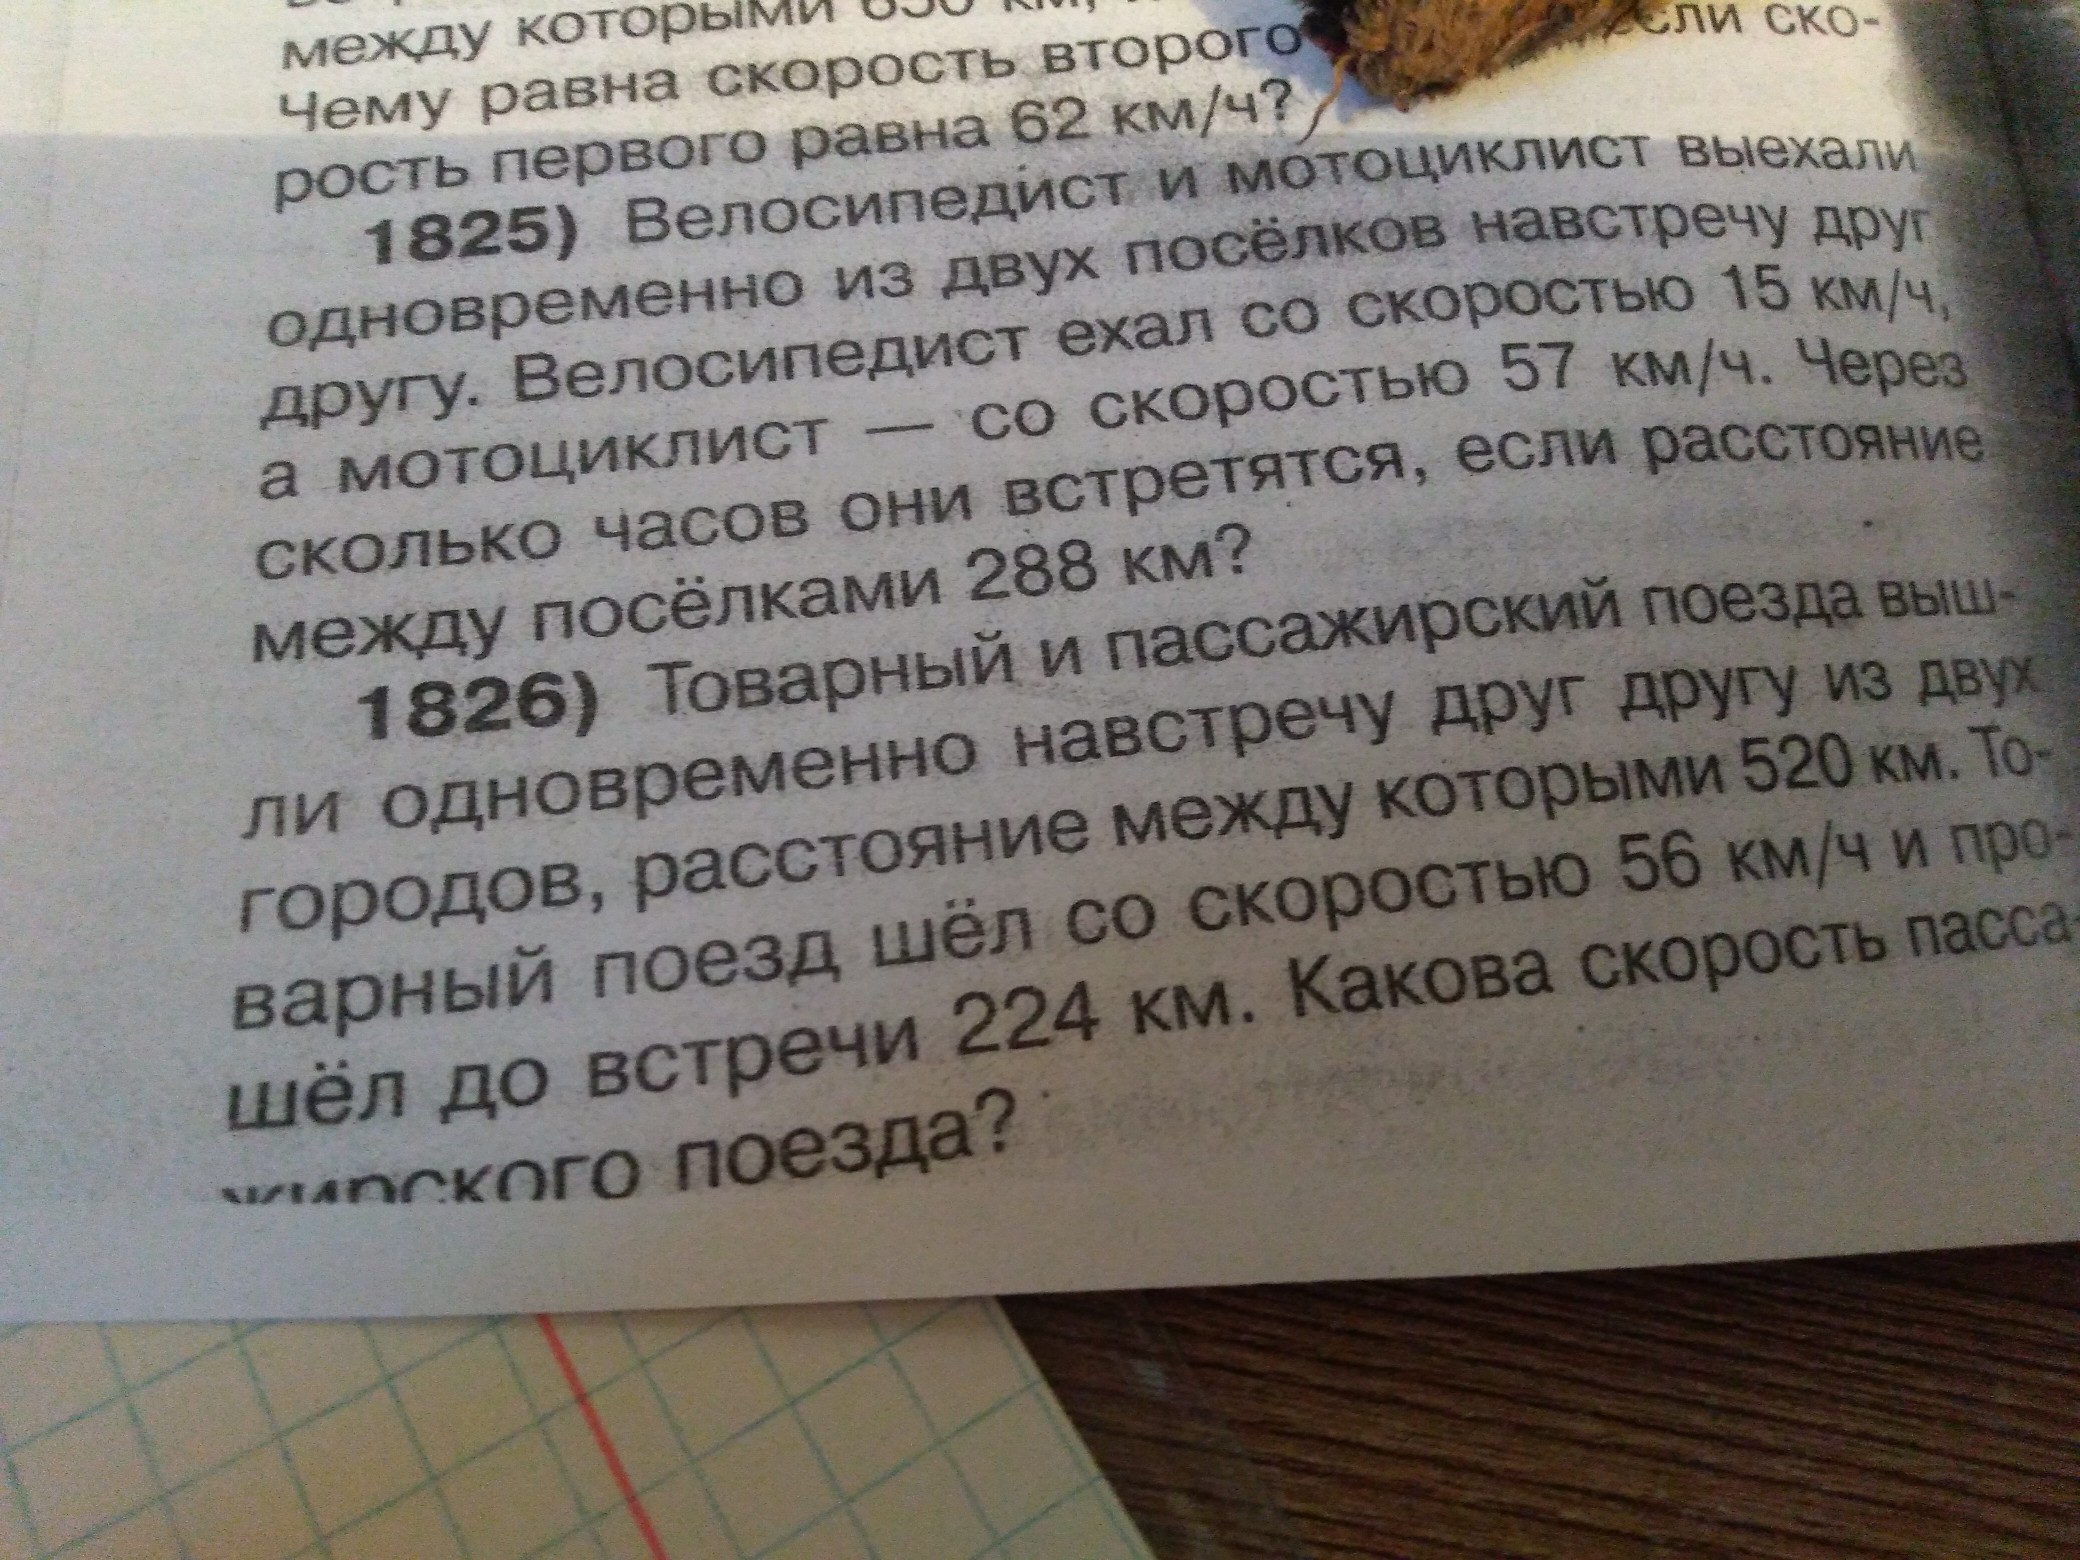 между которыми
Чему равна скорость второго если ско-
рость первого равна 62 км/ч?
1825) Велосипедист и мотоциклист выехали
одновременно из двух посёлков навстречу друг
другу. Велосипедист ехал со скоростью 15 км/ч,
а мотоциклист — со скоростью 57 км/ч. Через
сколько часов они встретятся, если расстояние
между посёлками 288 км?
1826) Товарный и пассажирский поезда выш-
ли одновременно навстречу друг другу из двух
городов, расстояние между которыми 520 км. То-
варный поезд шёл со скоростью 56 км/ч и про-
шёл до встречи 224 км. Какова скорость пасса-
жирского поезда?